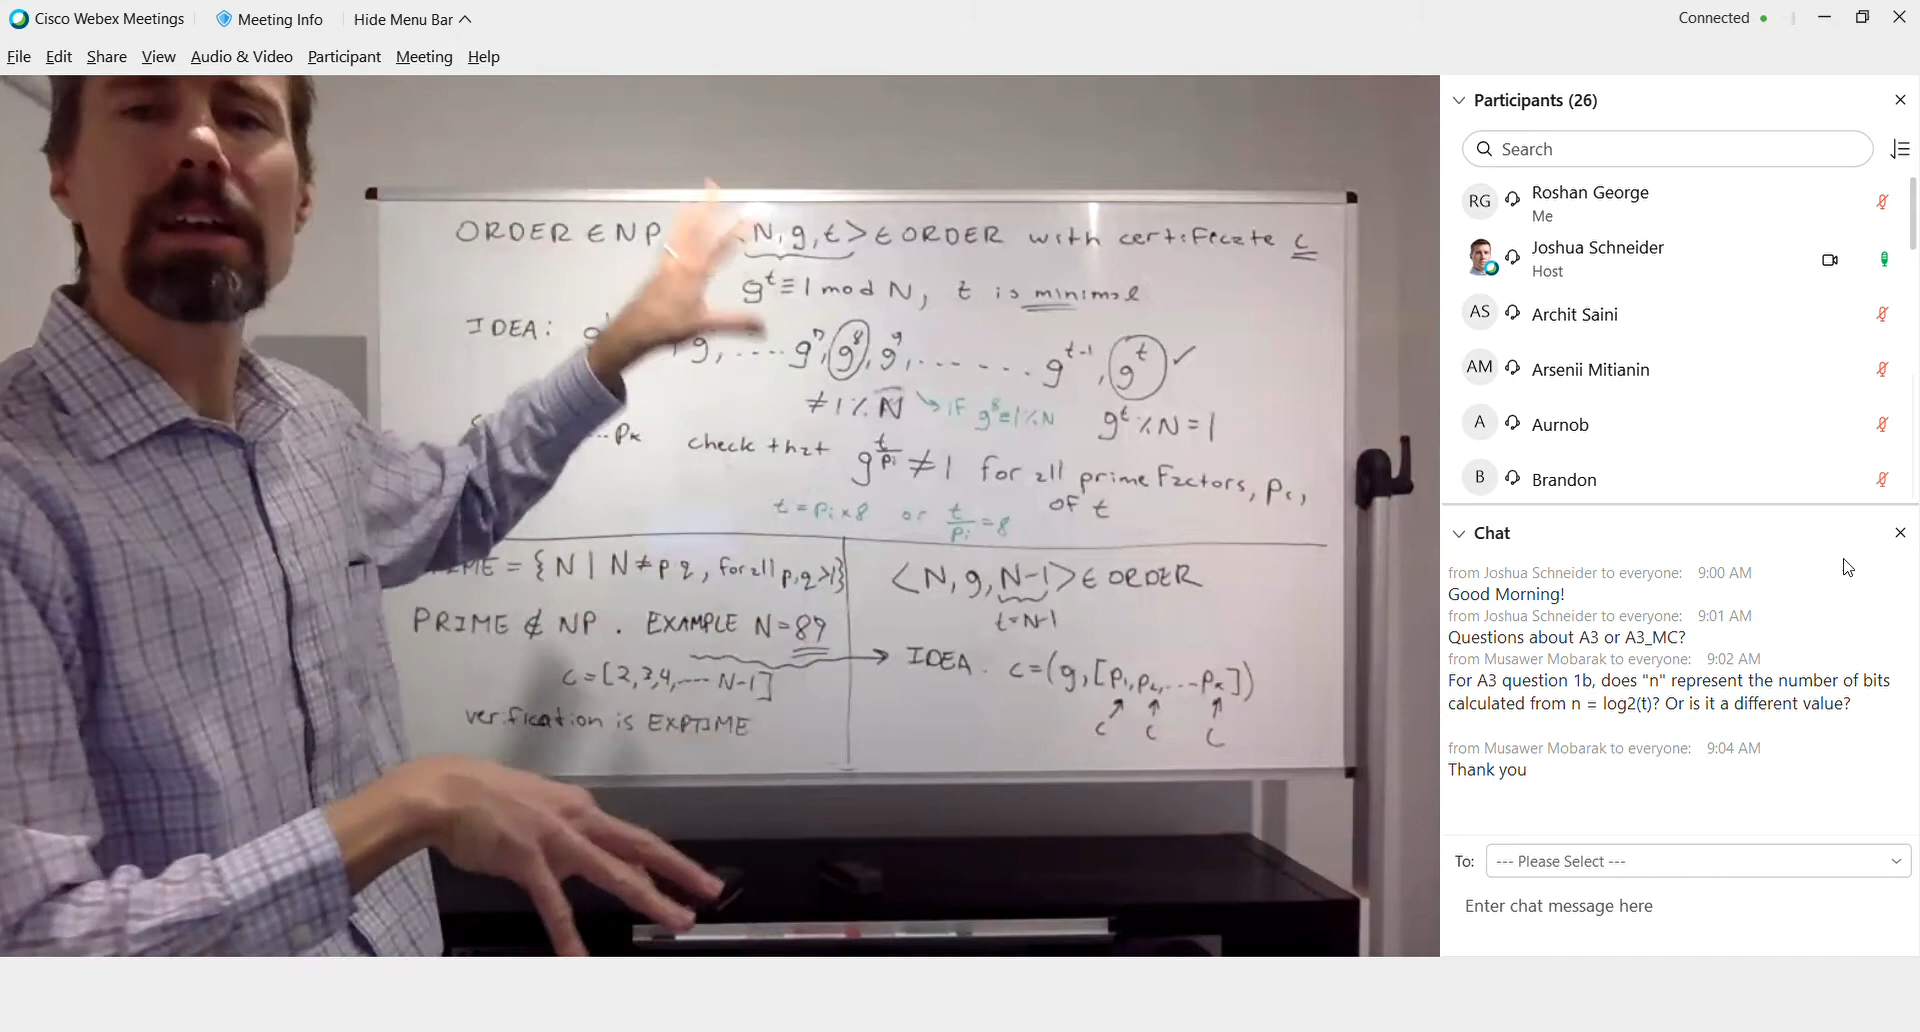 Cisco Webex Meetings Meeting Info Hide Menu Bar Connected
File Edit Share View Audio & Video Participant Meeting Help
ORDER ∈ NP <N, g, t> ∈ ORDER with certificate c
g^t ≡ 1 mod N, t is minimal
IDEA: g, .... g^7, g^8, g^9, ....... g^t-1, g^t ✓
≠ 1 % N → IF g^8 ≡ 1 % N g^t % N = 1
... Pk check that g^(t/pi) ≠ 1 for all prime factors, pi,
of t
t = pi × 8 or t/pi = 8
= { N | N ≠ p q, for all p, q > 1}
PRIME ∉ NP. EXAMPLE N = 89
c = [2,3,4, .... N-1]
verification is EXPTIME
<N, g, N-1> ∈ ORDER
t = N-1
IDEA. c = (g, [p1, p2, ... pk])
c c c
Participants (26)
Search
RG Roshan George
Me
Joshua Schneider
Host
AS Archit Saini
AM Arsenii Mitianin
A Aurnob
B Brandon
Chat
from Joshua Schneider to everyone: 9:00 AM
Good Morning!
from Joshua Schneider to everyone: 9:01 AM
Questions about A3 or A3_MC?
from Musawer Mobarak to everyone: 9:02 AM
For A3 question 1b, does "n" represent the number of bits
calculated from n = log2(t)? Or is it a different value?
from Musawer Mobarak to everyone: 9:04 AM
Thank you
To: --- Please Select ---
Enter chat message here